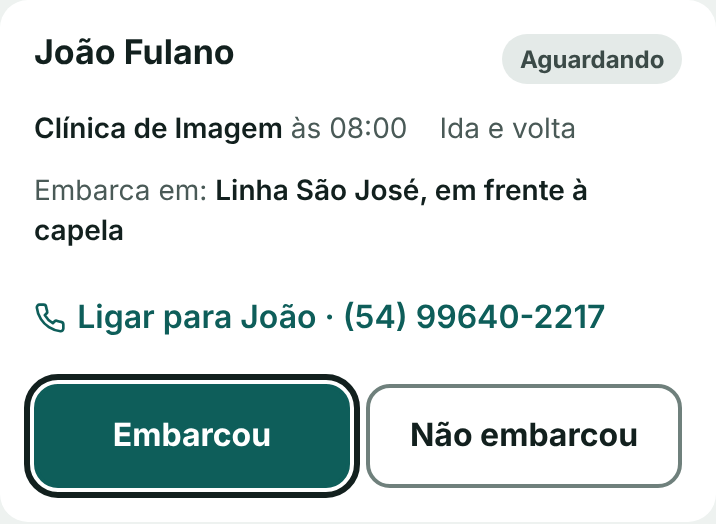 João Fulano
Aguardando
Clínica de Imagem às 08:00 Ida e volta
Embarca em: Linha São José, em frente à
capela
Ligar para João · (54) 99640-2217
Embarcou
Não embarcou